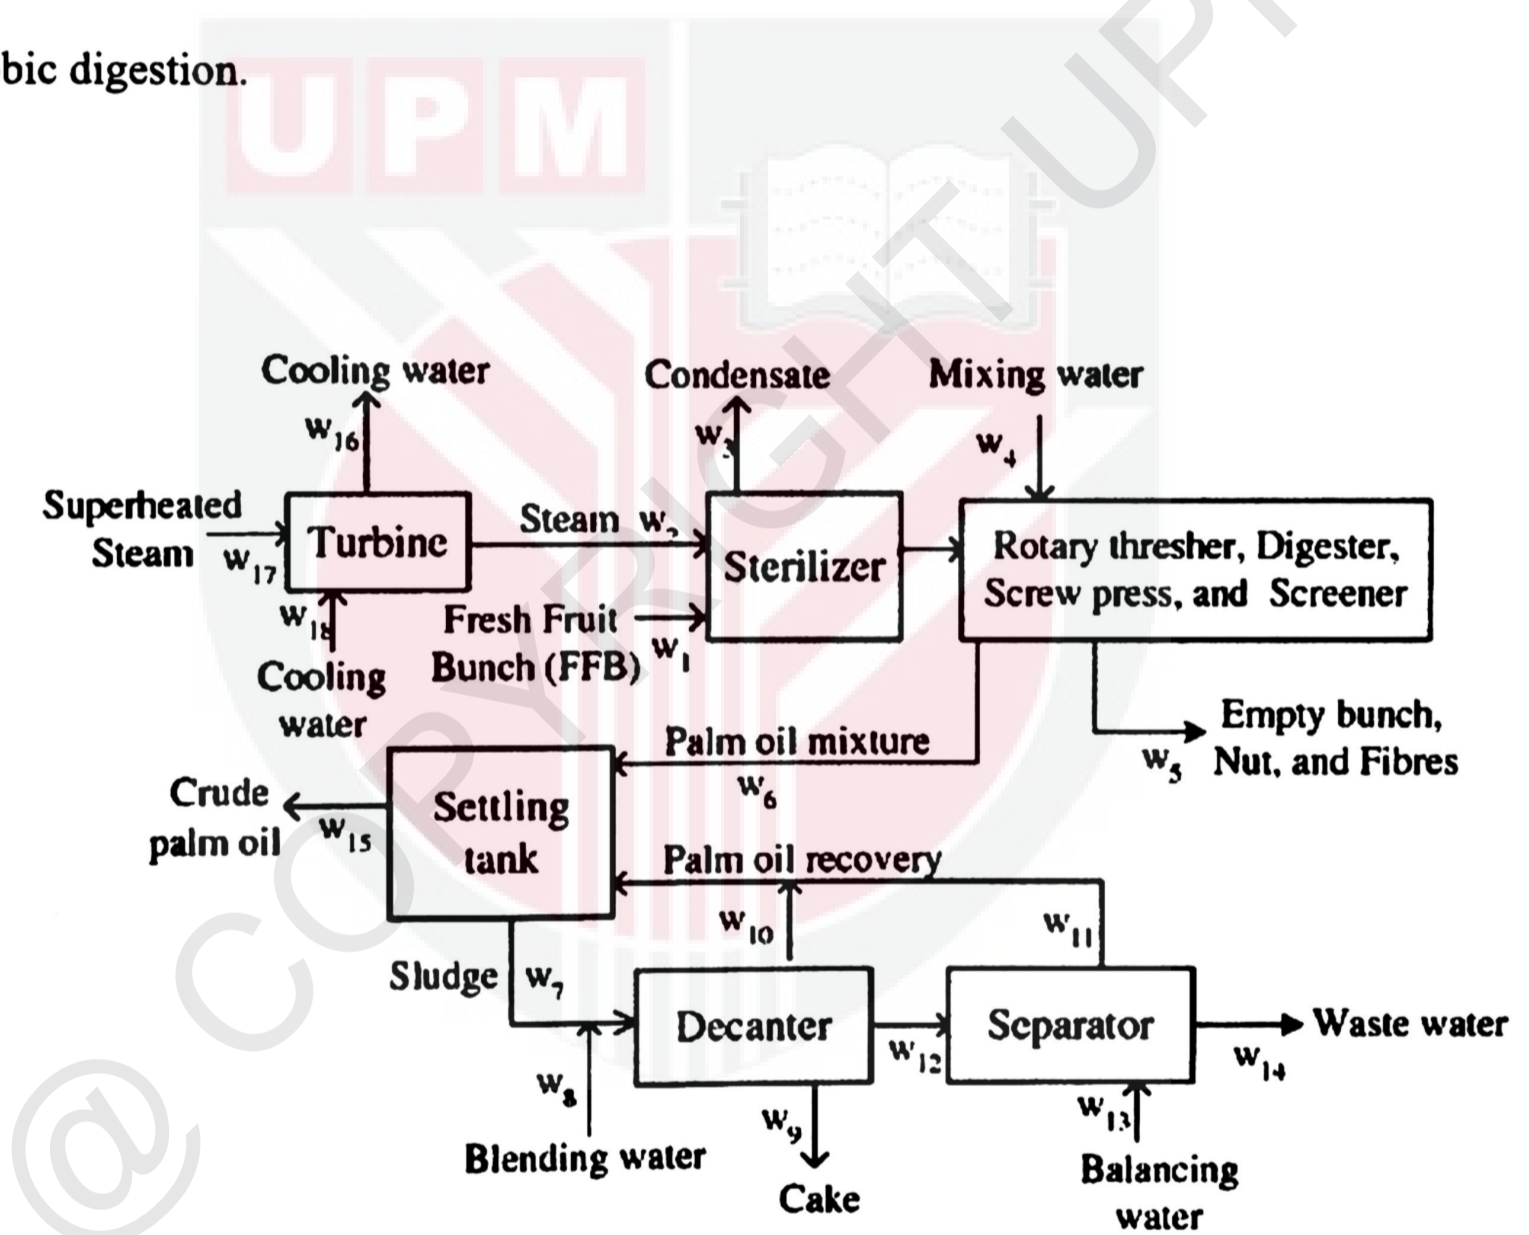 bic digestion.
UPM
@ COPYRIGHT UP
Cooling water
Condensate
Mixing water
W16
W3
W4
Superheated
Steam
W17
Turbine
Steam W2
Sterilizer
Rotary thresher, Digester,
Screw press, and Screener
W18
Fresh Fruit
Bunch (FFB)
W1
Cooling
water
Palm oil mixture
W6
Empty bunch,
Nut, and Fibres
W5
Crude
palm oil
W15
Settling
tank
Palm oil recovery
W10
W11
Sludge
W7
Decanter
W12
Separator
Waste water
W14
W8
W9
W13
Blending water
Cake
Balancing
water